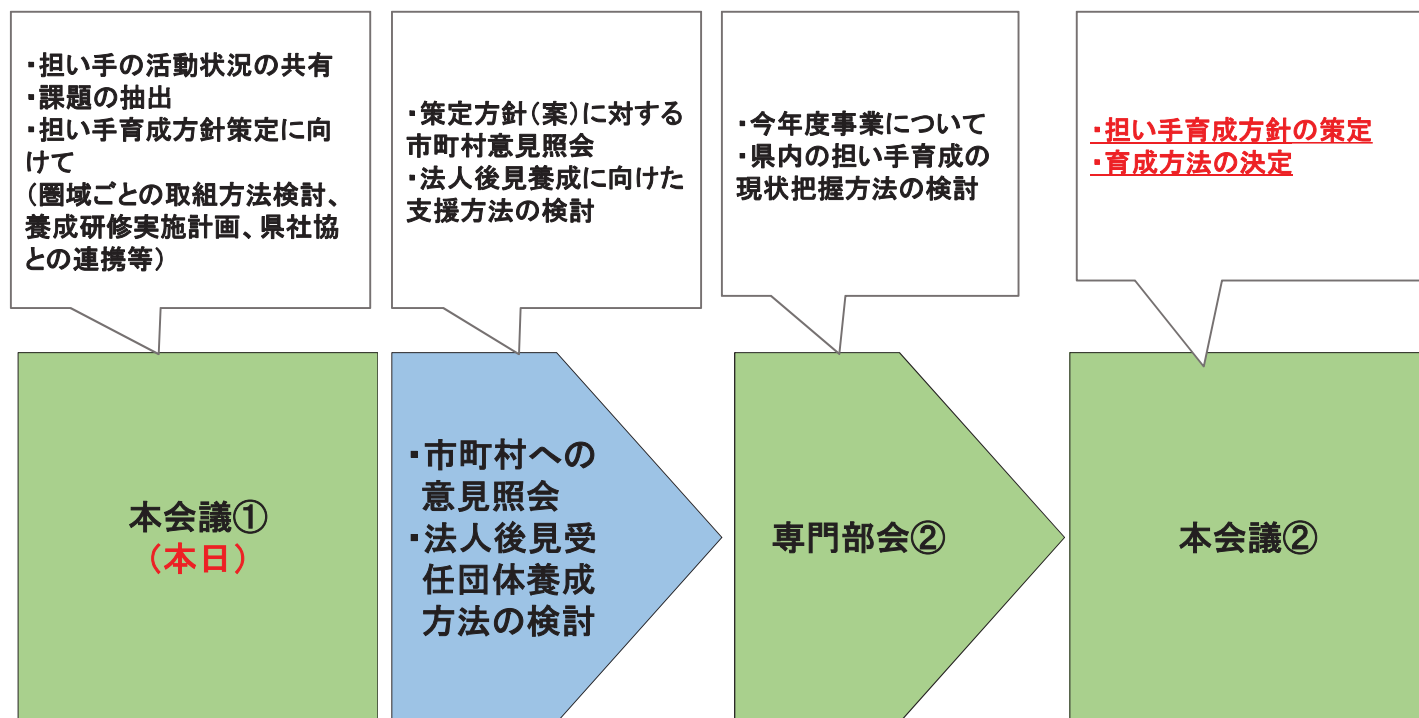 ・担い手の活動状況の共有
・課題の抽出
・担い手育成方針策定に向
けて
（圏域ごとの取組方法検討、
養成研修実施計画、県社協
との連携等）
・策定方針（案）に対する
市町村意見照会
・法人後見養成に向けた
支援方法の検討
・今年度事業について
・県内の担い手育成の
現状把握方法の検討
・担い手育成方針の策定
・育成方法の決定
本会議①
（本日）
・市町村への
意見照会
・法人後見受
任団体養成
方法の検討
専門部会②
本会議②